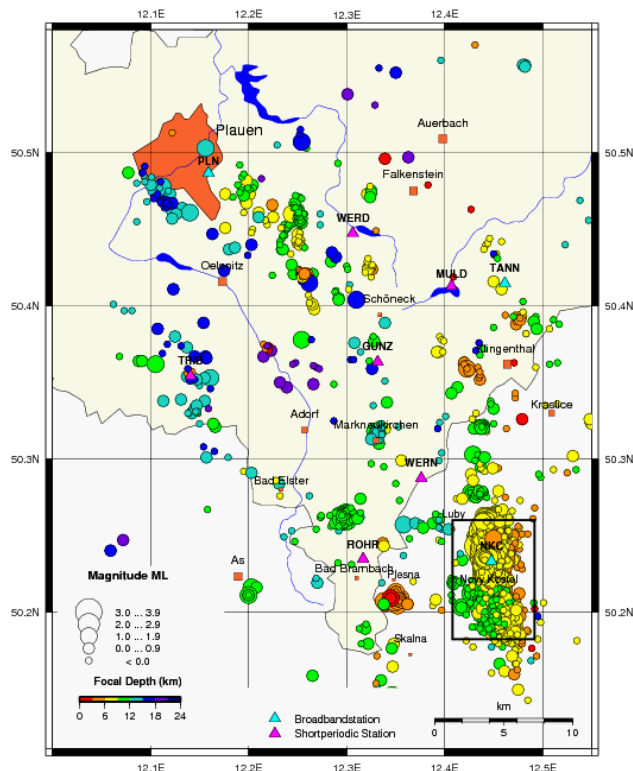 12.1E 12.2E 12.3E 12.4E 12.5E
50.5N 50.5N
50.4N 50.4N
50.3N 50.3N
50.2N 50.2N
Plauen
PLN
Auerbach
Falkenstein
WERD
Oelsnitz
MULD
TANN
Schöneck
GUNZ
Klingenthal
TRIB
Adorf
Markneukirchen
Kraslice
WERN
Bad Elster
Luby
NKC
ROHR
As
Bad Brambach
Plesna
Novy Kostel
Skalna
Magnitude ML
3.0 ... 3.9
2.0 ... 2.9
1.0 ... 1.9
0.0 ... 0.9
< 0.0
Focal Depth (km)
0 6 12 18 24
Broadbandstation
Shortperiodic Station
km
0 5 10
12.1E 12.2E 12.3E 12.4E 12.5E